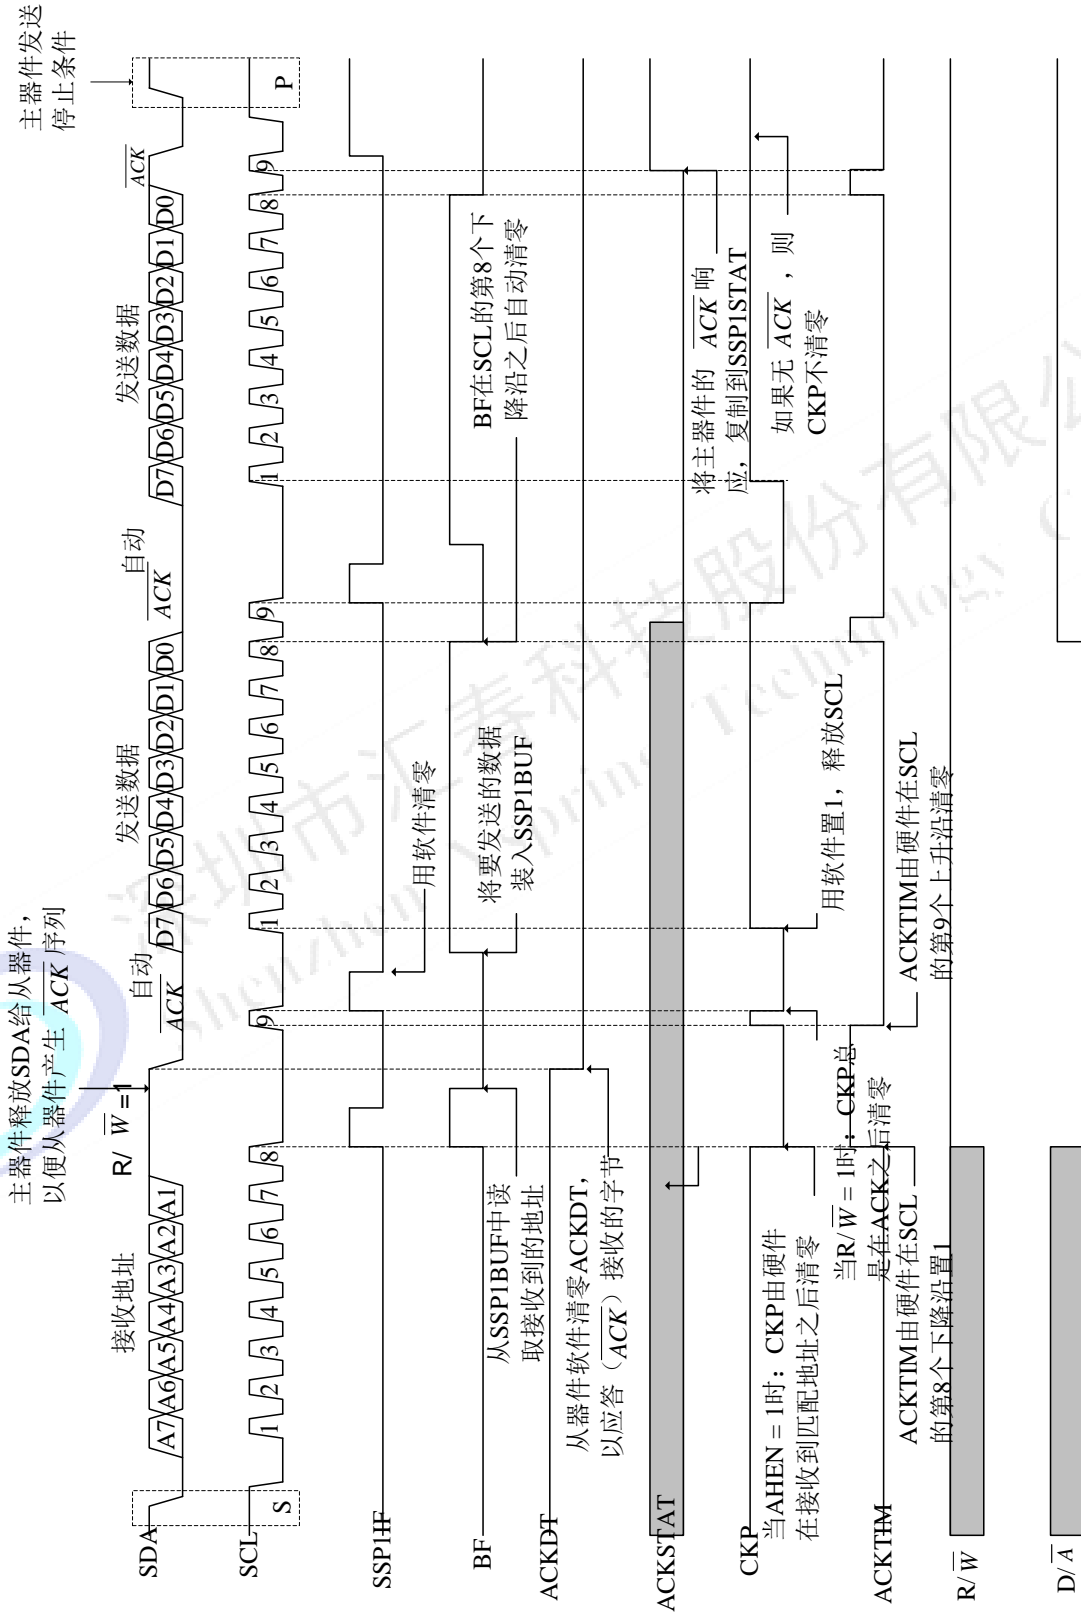 主器件释放SDA给从器件，
以便从器件产生 ACK 序列
主器件发送
停止条件
接收地址
R/ W =1
自动
ACK
发送数据
自动
ACK
发送数据
ACK
SDA
A7 A6 A5 A4 A3 A2 A1
D7 D6 D5 D4 D3 D2 D1 D0
D7 D6 D5 D4 D3 D2 D1 D0
SCL
S
1 2 3 4 5 6 7 8 9
1 2 3 4 5 6 7 8 9
1 2 3 4 5 6 7 8 9
P
SSP1IF
用软件清零
BF
从SSP1BUF中读
取接收到的地址
将要发送的数据
装入SSP1BUF
BF在SCL的第8个下
降沿之后自动清零
ACKDT
从器件软件清零ACKDT，
以应答（ACK）接收的字节
ACKSTAT
将主器件的 ACK 响
应，复制到SSP1STAT
CKP
当AHEN = 1时：CKP由硬件
在接收到匹配地址之后清零
当R/W = 1时：CKP总
是在ACK之后清零
用软件置1，释放SCL
如果无 ACK ，则
CKP不清零
ACKTIM
ACKTIM由硬件在SCL
的第8个下降沿置1
ACKTIM由硬件在SCL
的第9个上升沿清零
R/W
D/A
深圳市汇春科技股份有限公
Shenzhen Yspring Technology C